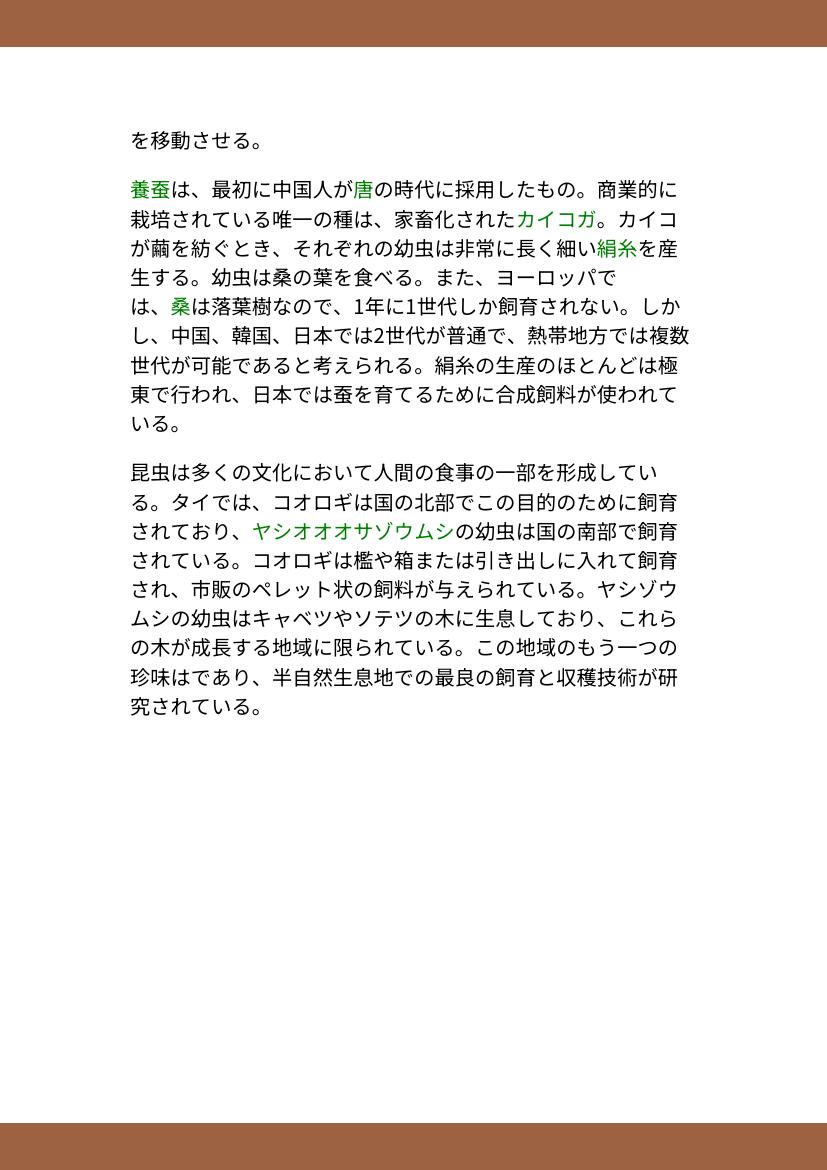 を移動させる。
養蚕は、最初に中国人が唐の時代に採用したもの。商業的に
栽培されている唯一の種は、家畜化されたカイコガ。カイコ
が繭を紡ぐとき、それぞれの幼虫は非常に長く細い絹糸を産
生する。幼虫は桑の葉を食べる。また、ヨーロッパで
は、桑は落葉樹なので、1年に1世代しか飼育されない。しか
し、中国、韓国、日本では2世代が普通で、熱帯地方では複数
世代が可能であると考えられる。絹糸の生産のほとんどは極
東で行われ、日本では蚕を育てるために合成飼料が使われて
いる。
昆虫は多くの文化において人間の食事の一部を形成してい
る。タイでは、コオロギは国の北部でこの目的のために飼育
されており、ヤシオオオサゾウムシの幼虫は国の南部で飼育
されている。コオロギは檻や箱または引き出しに入れて飼育
され、市販のペレット状の飼料が与えられている。ヤシゾウ
ムシの幼虫はキャベツやソテツの木に生息しており、これら
の木が成長する地域に限られている。この地域のもう一つの
珍味はであり、半自然生息地での最良の飼育と収穫技術が研
究されている。